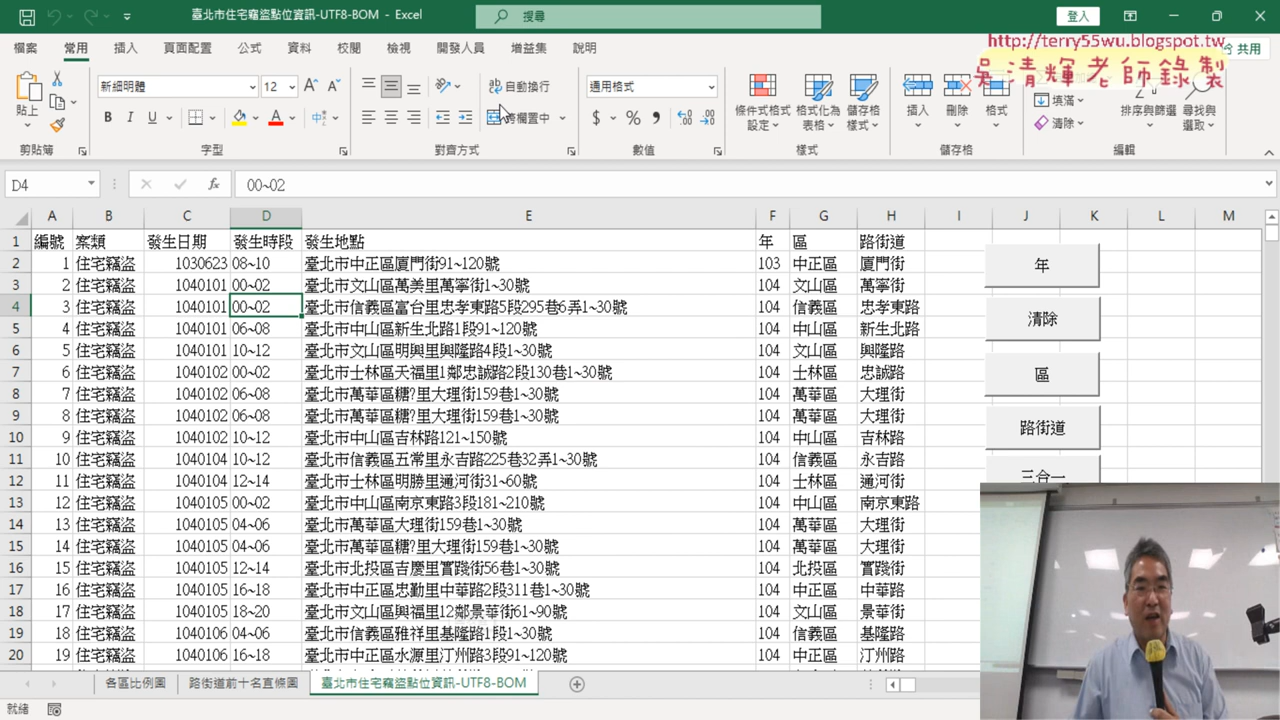 臺北市住宅竊盜點位資訊-UTF8-BOM - Excel
搜尋
登入
檔案 常用 插入 頁面配置 公式 資料 校閱 檢視 開發人員 增益集 說明
共用
http://terry55wu.blogspot.tw
吳清輝老師錄製
貼上
新細明體 12
自動換行
跨欄置中
通用格式
條件式格式設定 格式化為表格 儲存格樣式
插入 刪除 格式
填滿
清除
排序與篩選 尋找與選取
剪貼簿 字型 對齊方式 數值 樣式 儲存格 編輯
D4 fx 00~02
A B C D E F G H I J K L M
1 編號 案類 發生日期 發生時段 發生地點 年 區 路街道
2 1 住宅竊盜 1030623 08~10 臺北市中正區廈門街91~120號 103 中正區 廈門街
3 2 住宅竊盜 1040101 00~02 臺北市文山區萬美里萬寧街1~30號 104 文山區 萬寧街
4 3 住宅竊盜 1040101 00~02 臺北市信義區富台里忠孝東路5段295巷6弄1~30號 104 信義區 忠孝東路
5 4 住宅竊盜 1040101 06~08 臺北市中山區新生北路1段91~120號 104 中山區 新生北路
6 5 住宅竊盜 1040101 10~12 臺北市文山區明興里興隆路4段1~30號 104 文山區 興隆路
7 6 住宅竊盜 1040102 00~02 臺北市士林區天福里1鄰忠誠路2段130巷1~30號 104 士林區 忠誠路
8 7 住宅竊盜 1040102 06~08 臺北市萬華區糖?里大理街159巷1~30號 104 萬華區 大理街
9 8 住宅竊盜 1040102 06~08 臺北市萬華區糖?里大理街159巷1~30號 104 萬華區 大理街
10 9 住宅竊盜 1040102 10~12 臺北市中山區吉林路121~150號 104 中山區 吉林路
11 10 住宅竊盜 1040104 10~12 臺北市信義區五常里永吉路225巷32弄1~30號 104 信義區 永吉路
12 11 住宅竊盜 1040104 12~14 臺北市士林區明勝里通河街31~60號 104 士林區 通河街
13 12 住宅竊盜 1040105 00~02 臺北市中山區南京東路3段181~210號 104 中山區 南京東路
14 13 住宅竊盜 1040105 04~06 臺北市萬華區大理街159巷1~30號 104 萬華區 大理街
15 14 住宅竊盜 1040105 04~06 臺北市萬華區糖?里大理街159巷1~30號 104 萬華區 大理街
16 15 住宅竊盜 1040105 12~14 臺北市北投區吉慶里實踐街56巷1~30號 104 北投區 實踐街
17 16 住宅竊盜 1040105 16~18 臺北市中正區忠勤里中華路2段311巷1~30號 104 中正區 中華路
18 17 住宅竊盜 1040105 18~20 臺北市文山區興福里12鄰景華街61~90號 104 文山區 景華街
19 18 住宅竊盜 1040106 04~06 臺北市信義區雅祥里基隆路1段1~30號 104 信義區 基隆路
20 19 住宅竊盜 1040106 16~18 臺北市中正區水源里汀州路3段91~120號 104 中正區 汀州路
年
清除
區
路街道
三合一
各區比例圖 路街道前十名直條圖 臺北市住宅竊盜點位資訊-UTF8-BOM
就緒